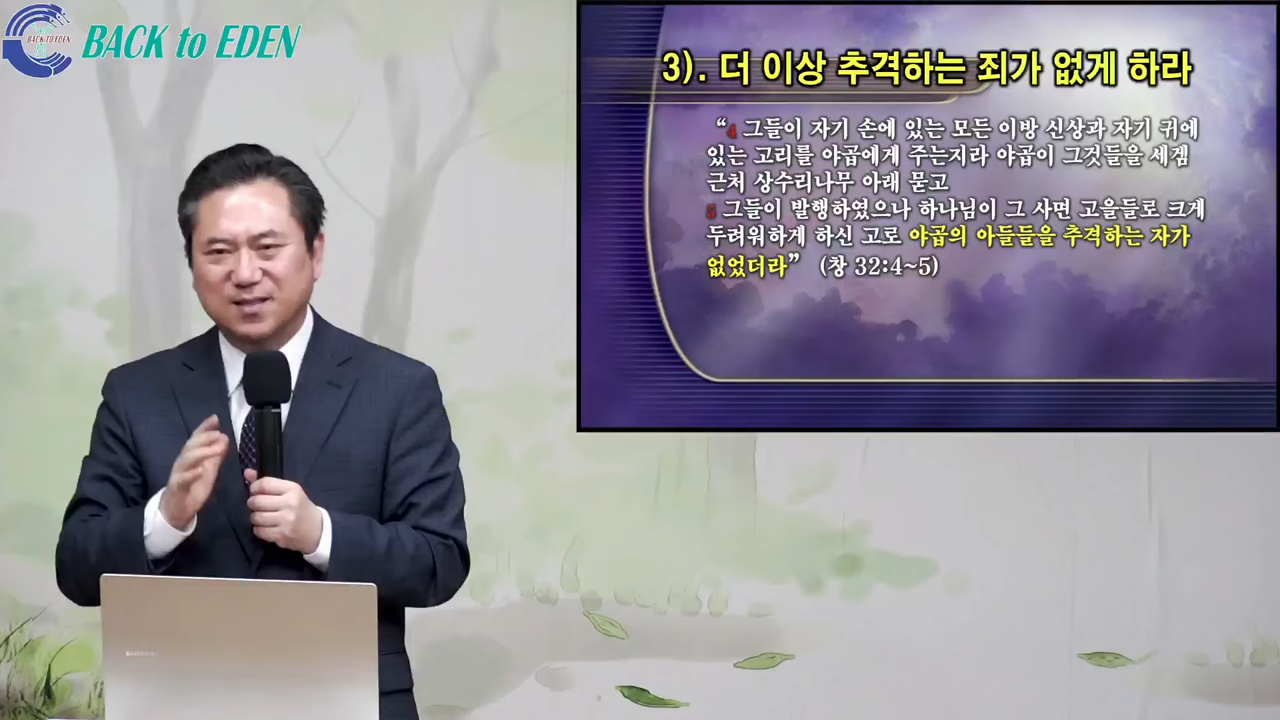 BACK to EDEN
BACK TO EDEN
3). 더 이상 추격하는 죄가 없게 하라
“4 그들이 자기 손에 있는 모든 이방 신상과 자기 귀에
있는 고리를 야곱에게 주는지라 야곱이 그것들을 세겜
근처 상수리나무 아래 묻고
5 그들이 발행하였으나 하나님이 그 사면 고을들로 크게
두려워하게 하신 고로 야곱의 아들들을 추격하는 자가
없었더라” (창 32:4~5)